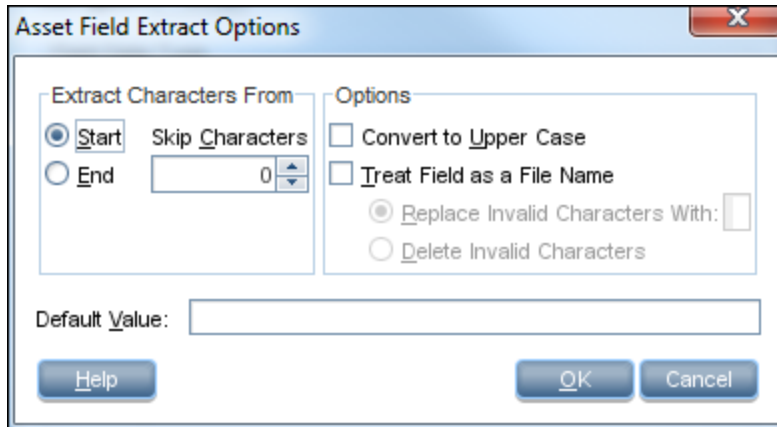 Asset Field Extract Options
X
Extract Characters From
Start Skip Characters
End 0
Options
Convert to Upper Case
Treat Field as a File Name
Replace Invalid Characters With:
Delete Invalid Characters
Default Value:
Help OK Cancel